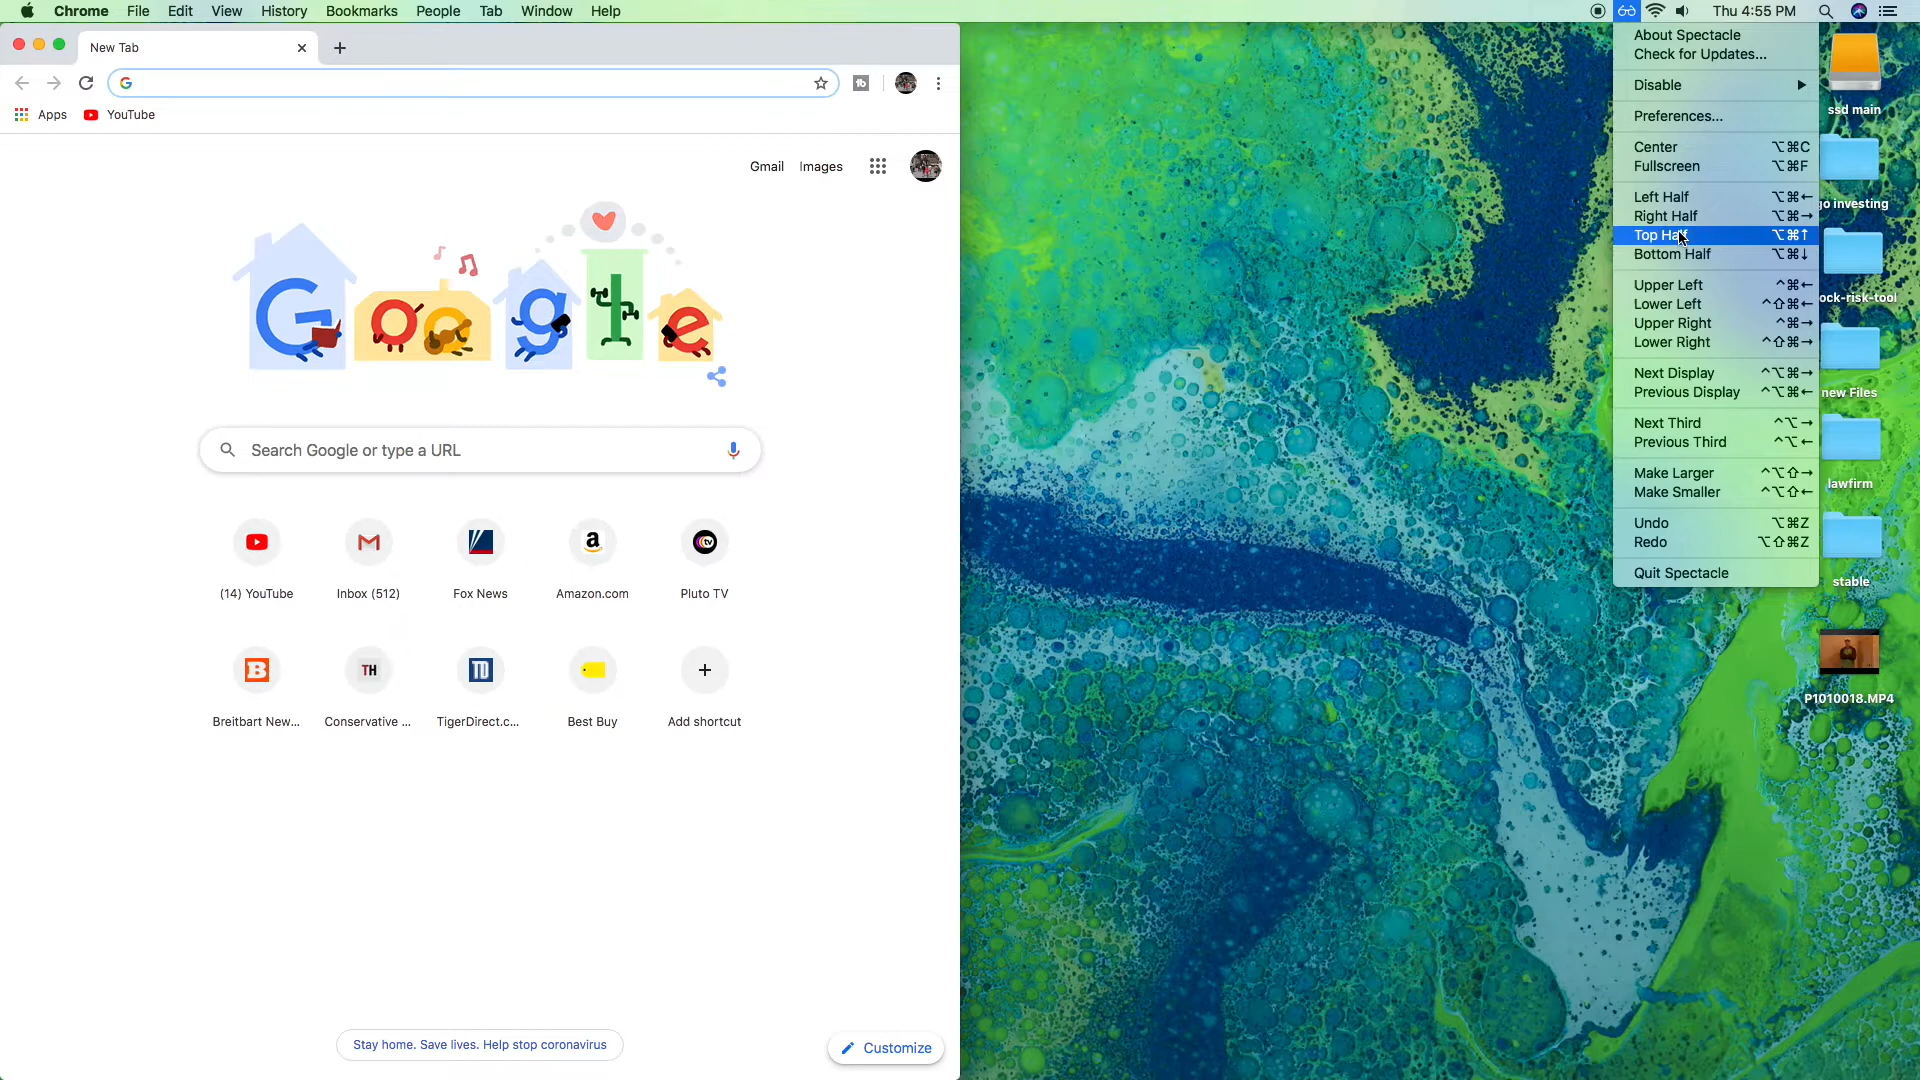 Chrome File Edit View History Bookmarks People Tab Window Help
Thu 4:55 PM
New Tab
Apps
YouTube
Gmail
Images
Search Google or type a URL
(14) YouTube
Inbox (512)
Fox News
Amazon.com
Pluto TV
Breitbart New...
Conservative ...
TigerDirect.c...
Best Buy
Add shortcut
Stay home. Save lives. Help stop coronavirus
Customize
About Spectacle
Check for Updates...
Disable
Preferences...
Center ⌥⌘C
Fullscreen ⌥⌘F
Left Half ⌥⌘←
Right Half ⌥⌘→
Top Half ⌥⌘↑
Bottom Half ⌥⌘↓
Upper Left ^⌘←
Lower Left ^⇧⌘←
Upper Right ^⌘→
Lower Right ^⇧⌘→
Next Display ^⌥⌘→
Previous Display ^⌥⌘←
Next Third ^⌥→
Previous Third ^⌥←
Make Larger ^⌥⇧→
Make Smaller ^⌥⇧←
Undo ⌥⌘Z
Redo ⌥⇧⌘Z
Quit Spectacle
ssd main
go investing
ock-risk-tool
new Files
lawfirm
stable
P1010018.MP4